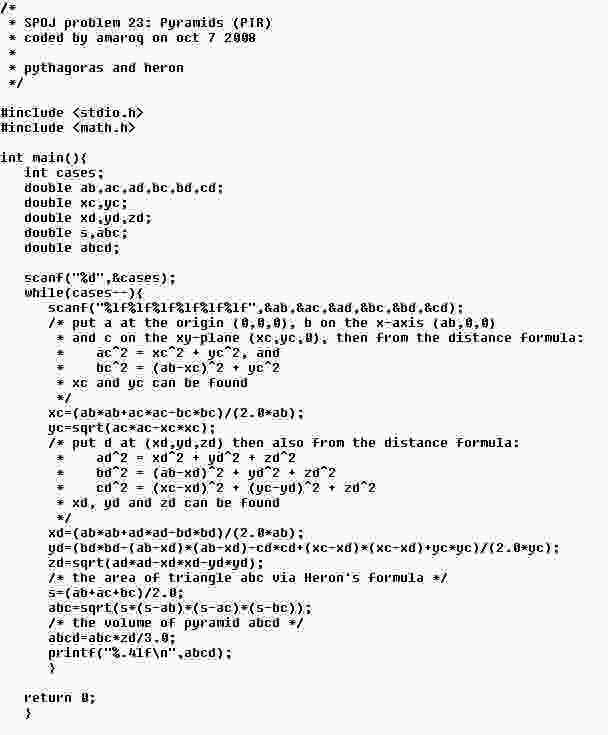 /*
 * SPOJ problem 23: Pyramids (PIR)
 * coded by amaroq on oct 7 2008
 *
 * pythagoras and heron
 */

#include <stdio.h>
#include <math.h>

int main(){
   int cases;
   double ab,ac,ad,bc,bd,cd;
   double xc,yc;
   double xd,yd,zd;
   double s,abc;
   double abcd;

   scanf("%d",&cases);
   while(cases--){
      scanf("%lf%lf%lf%lf%lf%lf",&ab,&ac,&ad,&bc,&bd,&cd);
      /* put a at the origin (0,0,0), b on the x-axis (ab,0,0)
       * and c on the xy-plane (xc,yc,0), then from the distance formula:
       *    ac^2 = xc^2 + yc^2, and
       *    bc^2 = (ab-xc)^2 + yc^2
       * xc and yc can be found
       */
      xc=(ab*ab+ac*ac-bc*bc)/(2.0*ab);
      yc=sqrt(ac*ac-xc*xc);
      /* put d at (xd,yd,zd) then also from the distance formula:
       *    ad^2 = xd^2 + yd^2 + zd^2
       *    bd^2 = (ab-xd)^2 + yd^2 + zd^2
       *    cd^2 = (xc-xd)^2 + (yc-yd)^2 + zd^2
       * xd, yd and zd can be found
       */
      xd=(ab*ab+ad*ad-bd*bd)/(2.0*ab);
      yd=(bd*bd-(ab-xd)*(ab-xd)-cd*cd+(xc-xd)*(xc-xd)+yc*yc)/(2.0*yc);
      zd=sqrt(ad*ad-xd*xd-yd*yd);
      /* the area of triangle abc via Heron's formula */
      s=(ab+ac+bc)/2.0;
      abc=sqrt(s*(s-ab)*(s-ac)*(s-bc));
      /* the volume of pyramid abcd */
      abcd=abc*zd/3.0;
      printf("%.4lf\n",abcd);
      }

   return 0;
   }